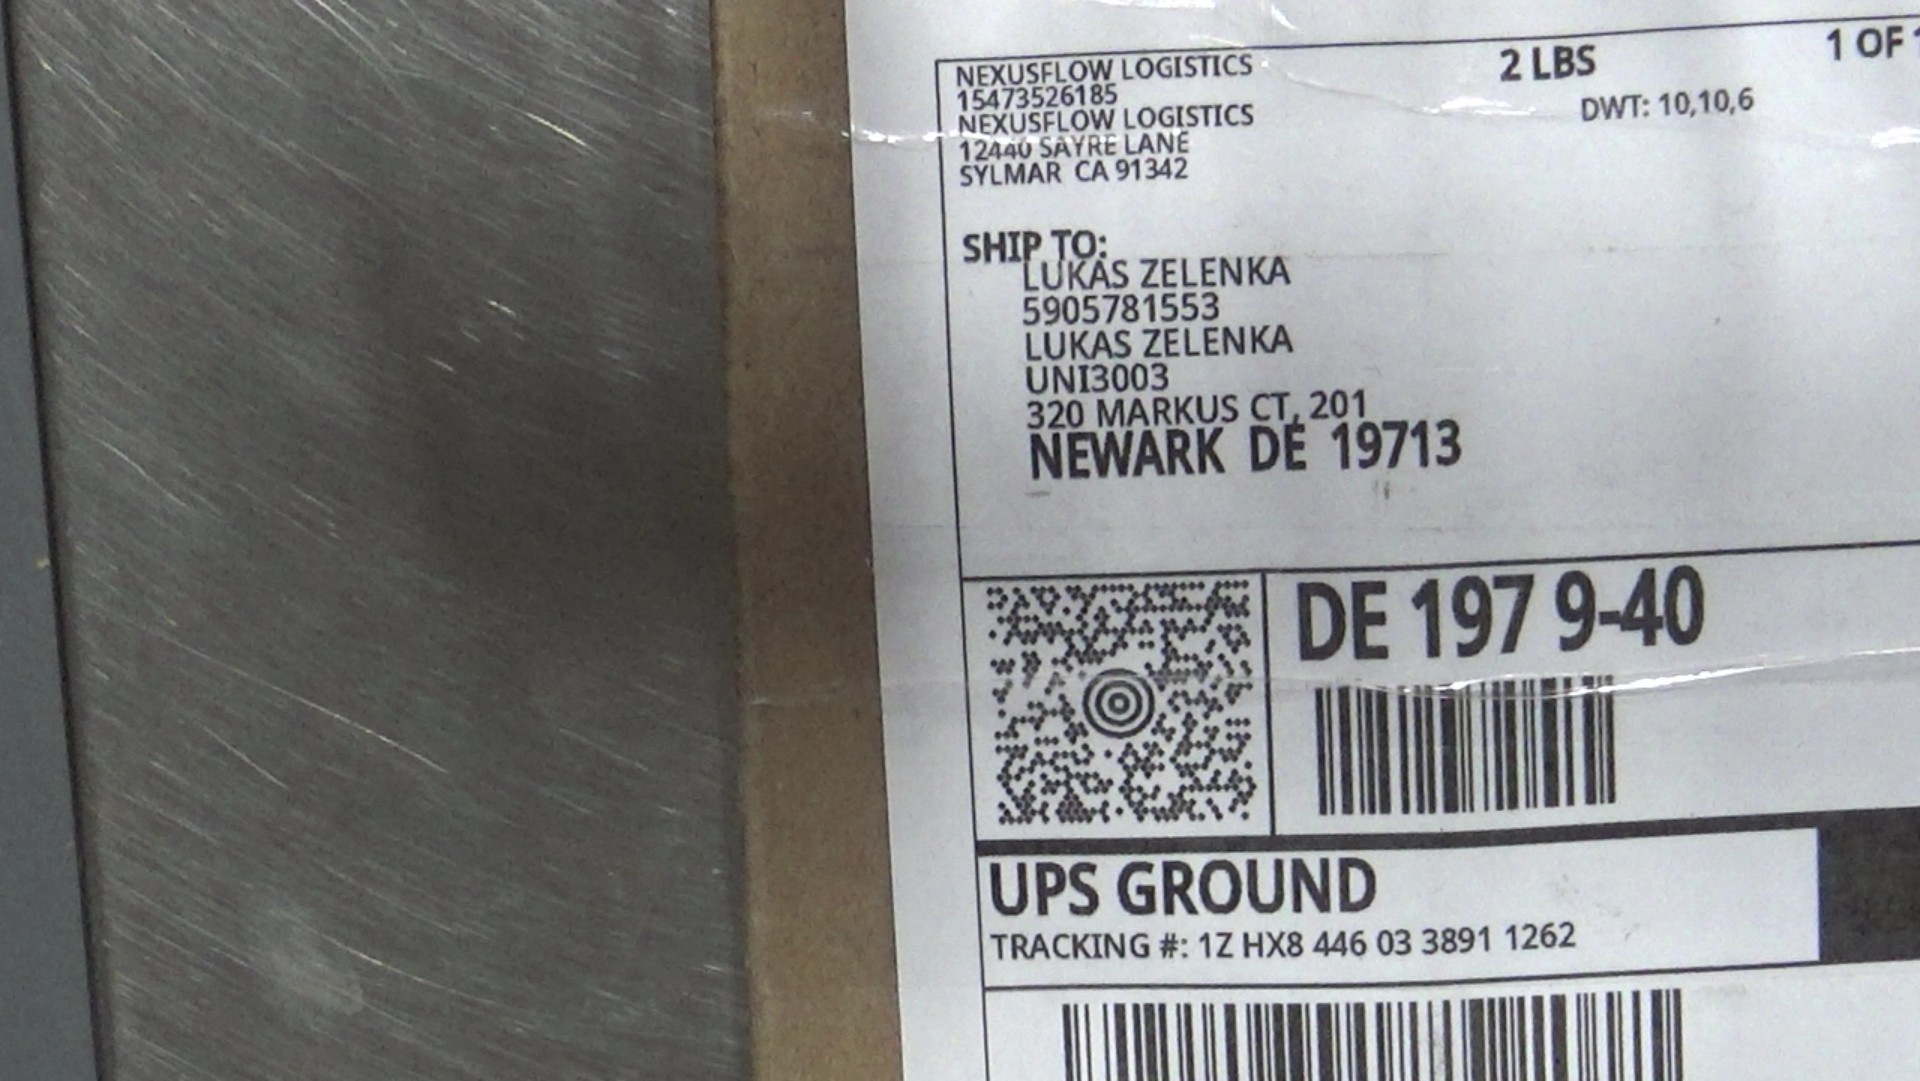 NEXUSFLOW LOGISTICS
15473526185
NEXUSFLOW LOGISTICS
12440 SAYRE LANE
SYLMAR CA 91342
2 LBS
1 OF
DWT: 10,10,6
SHIP TO:
LUKAS ZELENKA
5905781553
LUKAS ZELENKA
UNI3003
320 MARKUS CT, 201
NEWARK DE 19713
DE 197 9-40
UPS GROUND
TRACKING #: 1Z HX8 446 03 3891 1262